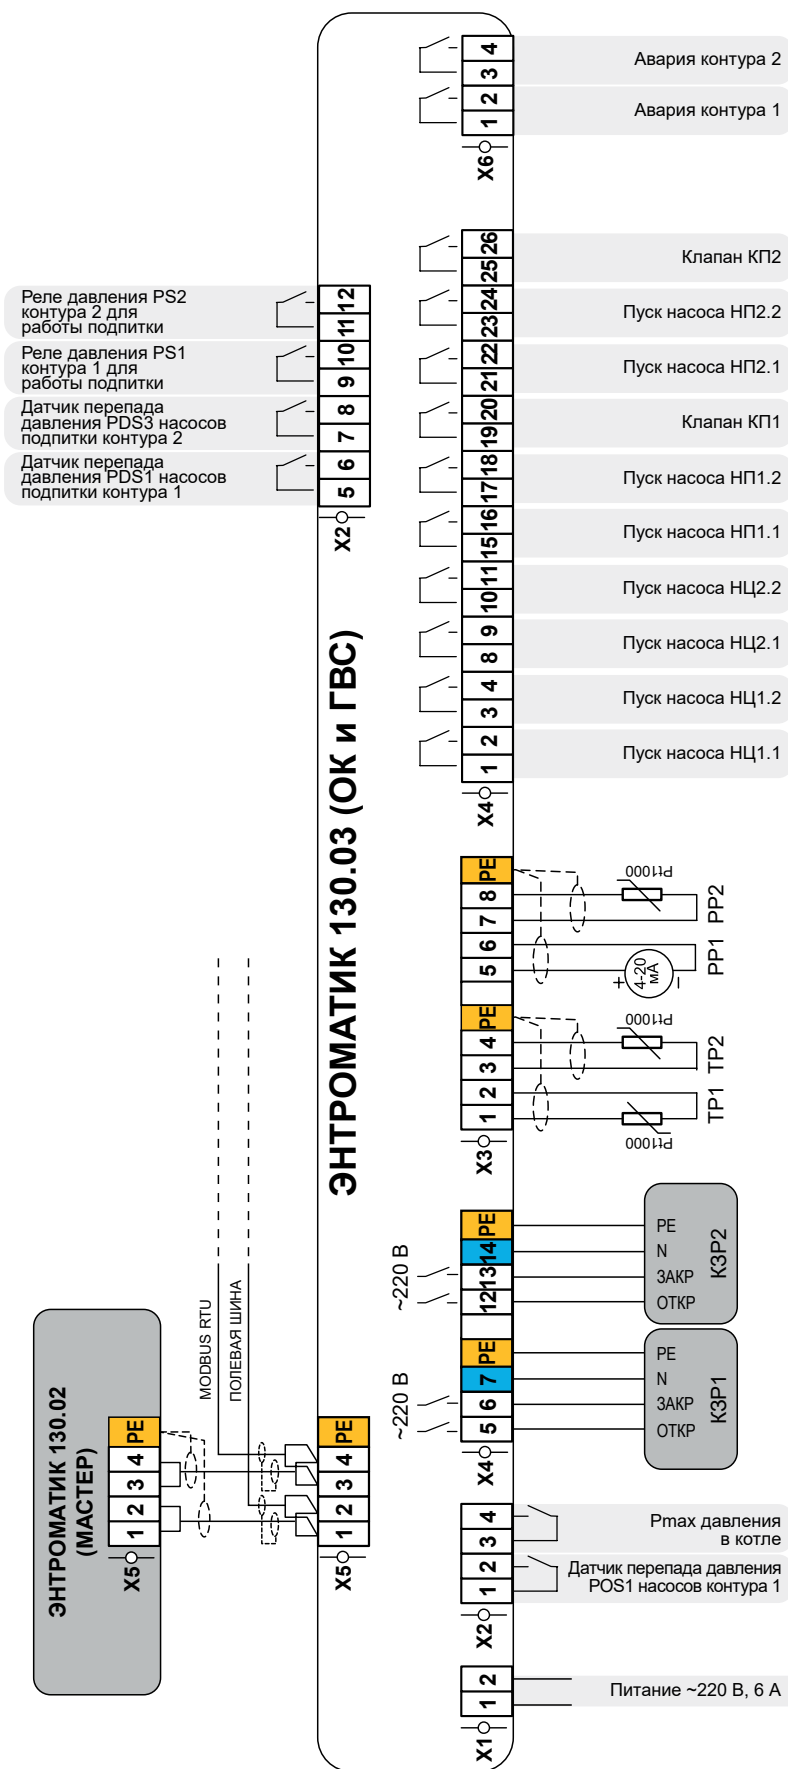 4
3
2
1
X6
Авария контура 2
Авария контура 1
26
25
24
23
22
21
20
19
18
17
16
15
11
10
9
8
4
3
2
1
X4
Клапан КП2
Пуск насоса НП2.2
Пуск насоса НП2.1
Клапан КП1
Пуск насоса НП1.2
Пуск насоса НП1.1
Пуск насоса НЦ2.2
Пуск насоса НЦ2.1
Пуск насоса НЦ1.2
Пуск насоса НЦ1.1
Реле давления PS2
контура 2 для
работы подпитки
Реле давления PS1
контура 1 для
работы подпитки
Датчик перепада
давления PDS3 насосов
подпитки контура 2
Датчик перепада
давления PDS1 насосов
подпитки контура 1
12
11
10
9
8
7
6
5
X2
ЭНТРОМАТИК 130.03 (ОК и ГВС)
PE
8
7
6
5
PE
4
3
2
1
X3
Pt1000
PP2
4-20
мА
+
−
PP1
Pt1000
TP2
Pt1000
TP1
~220 В
PE
14
13
12
PE
N
ЗАКР
ОТКР
КЗР2
~220 В
PE
7
6
5
X4
PE
N
ЗАКР
ОТКР
КЗР1
MODBUS RTU
ПОЛЕВАЯ ШИНА
ЭНТРОМАТИК 130.02
(МАСТЕР)
PE
4
3
2
1
X5
PE
4
3
2
1
X5
4
3
2
1
X2
Pmax давления
в котле
Датчик перепада давления
POS1 насосов контура 1
2
1
X1
Питание ~220 В, 6 А